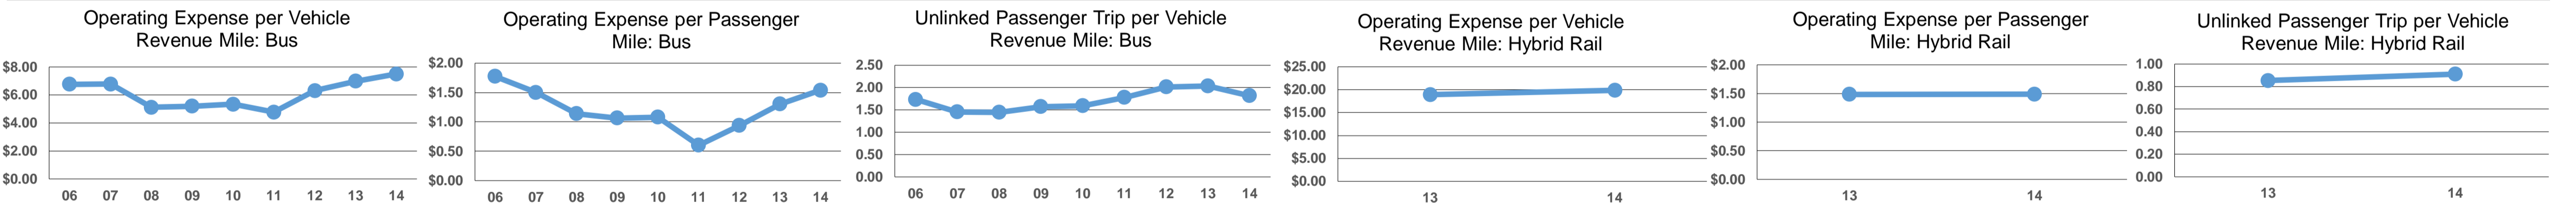 Operating Expense per Vehicle
Revenue Mile: Bus
$8.00
$6.00
$4.00
$2.00
$0.00
06 07 08 09 10 11 12 13 14
Operating Expense per Passenger
Mile: Bus
$2.00
$1.50
$1.00
$0.50
$0.00
06 07 08 09 10 11 12 13 14
Unlinked Passenger Trip per Vehicle
Revenue Mile: Bus
2.50
2.00
1.50
1.00
0.50
0.00
06 07 08 09 10 11 12 13 14
Operating Expense per Vehicle
Revenue Mile: Hybrid Rail
$25.00
$20.00
$15.00
$10.00
$5.00
$0.00
13 14
Operating Expense per Passenger
Mile: Hybrid Rail
$2.00
$1.50
$1.00
$0.50
$0.00
13 14
Unlinked Passenger Trip per Vehicle
Revenue Mile: Hybrid Rail
1.00
0.80
0.60
0.40
0.20
0.00
13 14